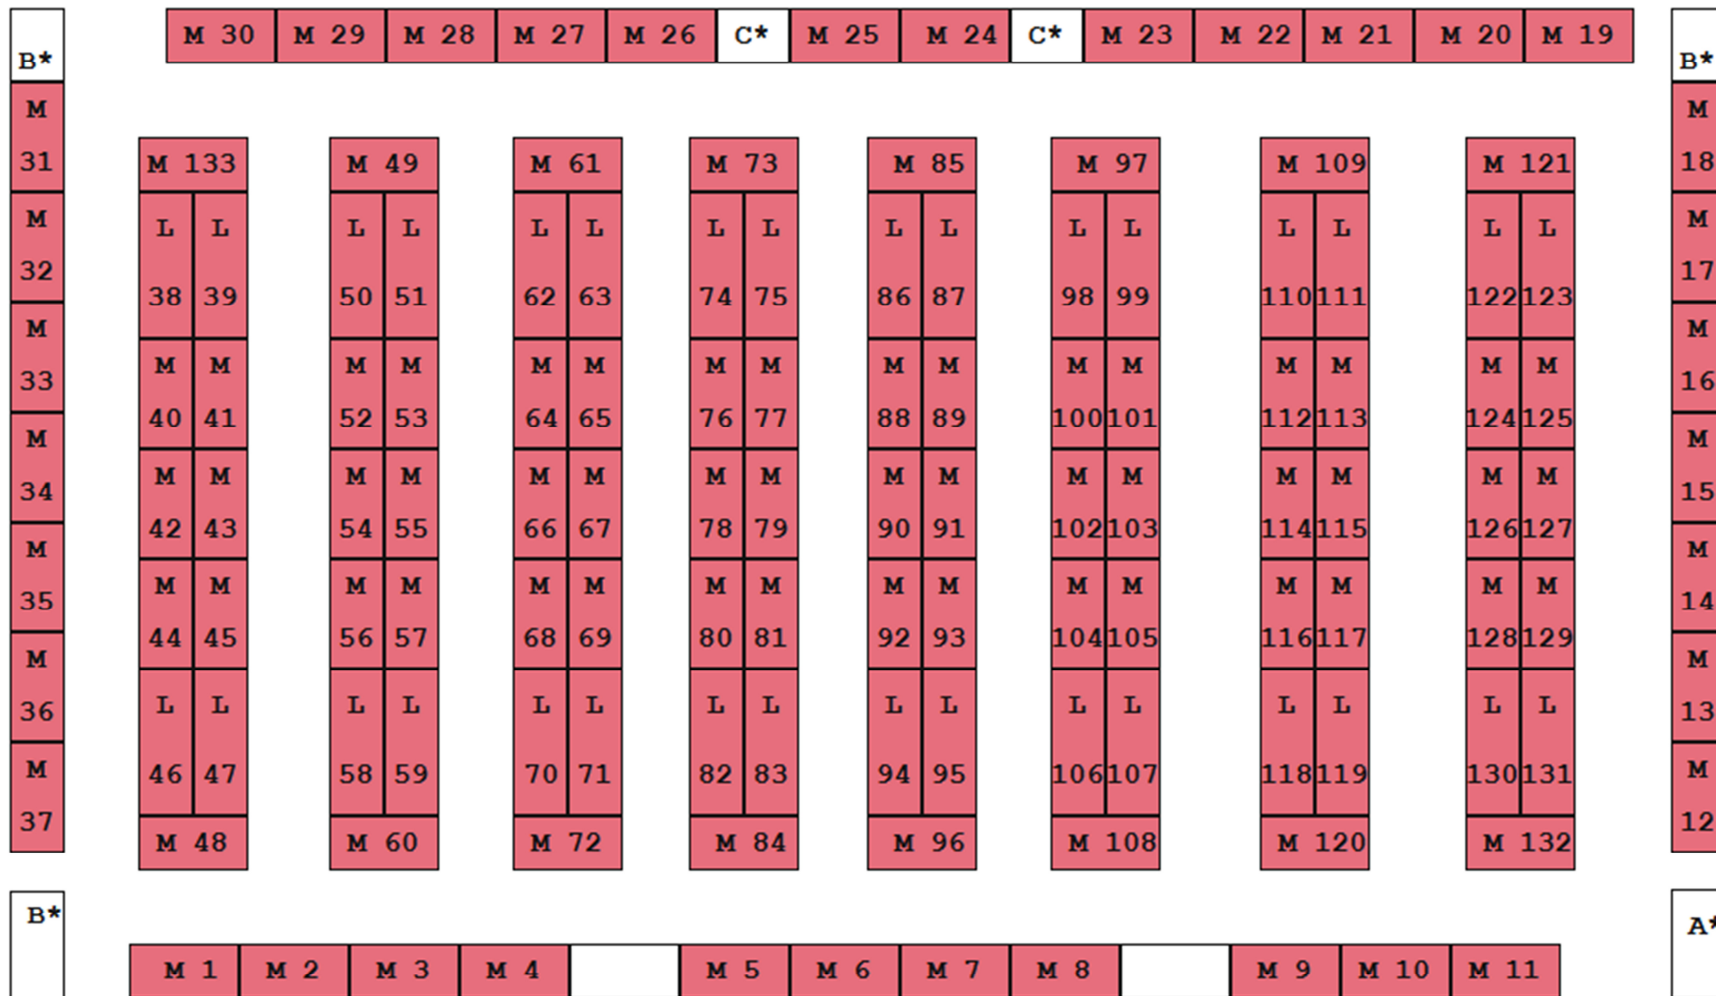 B* M 30 M 29 M 28 M 27 M 26 C* M 25 M 24 C* M 23 M 22 M 21 M 20 M 19 B*
M M
31 M 133 M 49 M 61 M 73 M 85 M 97 M 109 M 121 18
M L L L L L L L L L L L L L L L L M
32 38 39 50 51 62 63 74 75 86 87 98 99 110 111 122 123 17
M M M M M M M M M M M M M M M M M M
33 40 41 52 53 64 65 76 77 88 89 100 101 112 113 124 125 16
M M M M M M M M M M M M M M M M M M
34 42 43 54 55 66 67 78 79 90 91 102 103 114 115 126 127 15
M M M M M M M M M M M M M M M M M M
35 44 45 56 57 68 69 80 81 92 93 104 105 116 117 128 129 14
M L L L L L L L L L L L L L L L L M
36 46 47 58 59 70 71 82 83 94 95 106 107 118 119 130 131 13
M M
37 M 48 M 60 M 72 M 84 M 96 M 108 M 120 M 132 12
B* A*
M 1 M 2 M 3 M 4 M 5 M 6 M 7 M 8 M 9 M 10 M 11